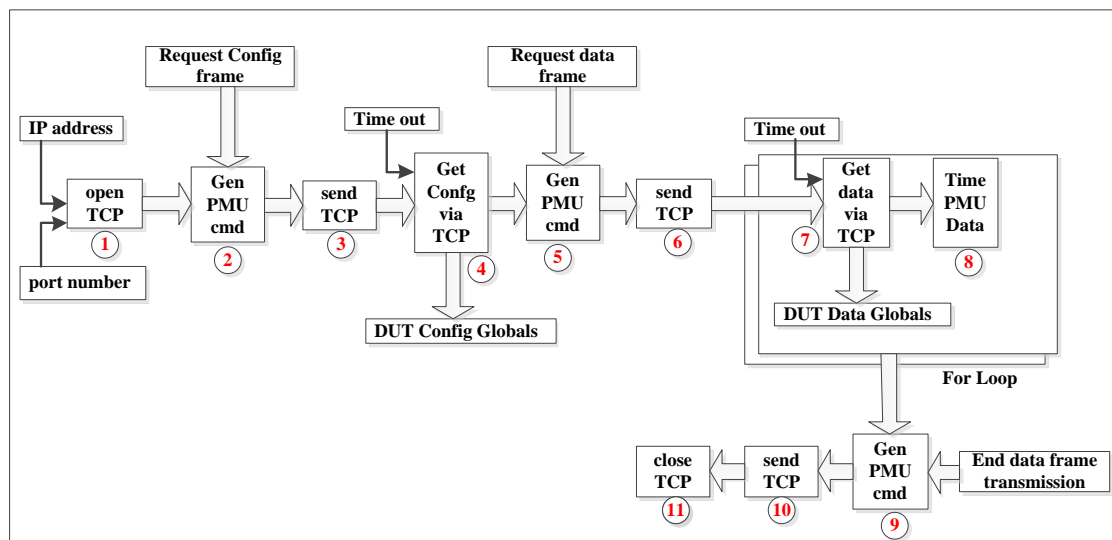 Request Config
frame
Request data
frame
IP address
Time out
Time out
open
TCP
1
Gen
PMU
cmd
2
send
TCP
3
Get
Confg
via
TCP
4
Gen
PMU
cmd
5
send
TCP
6
Get
data
via
TCP
7
Time
PMU
Data
8
port number
DUT Config Globals
DUT Data Globals
For Loop
close
TCP
11
send
TCP
10
Gen
PMU
cmd
9
End data frame
transmission